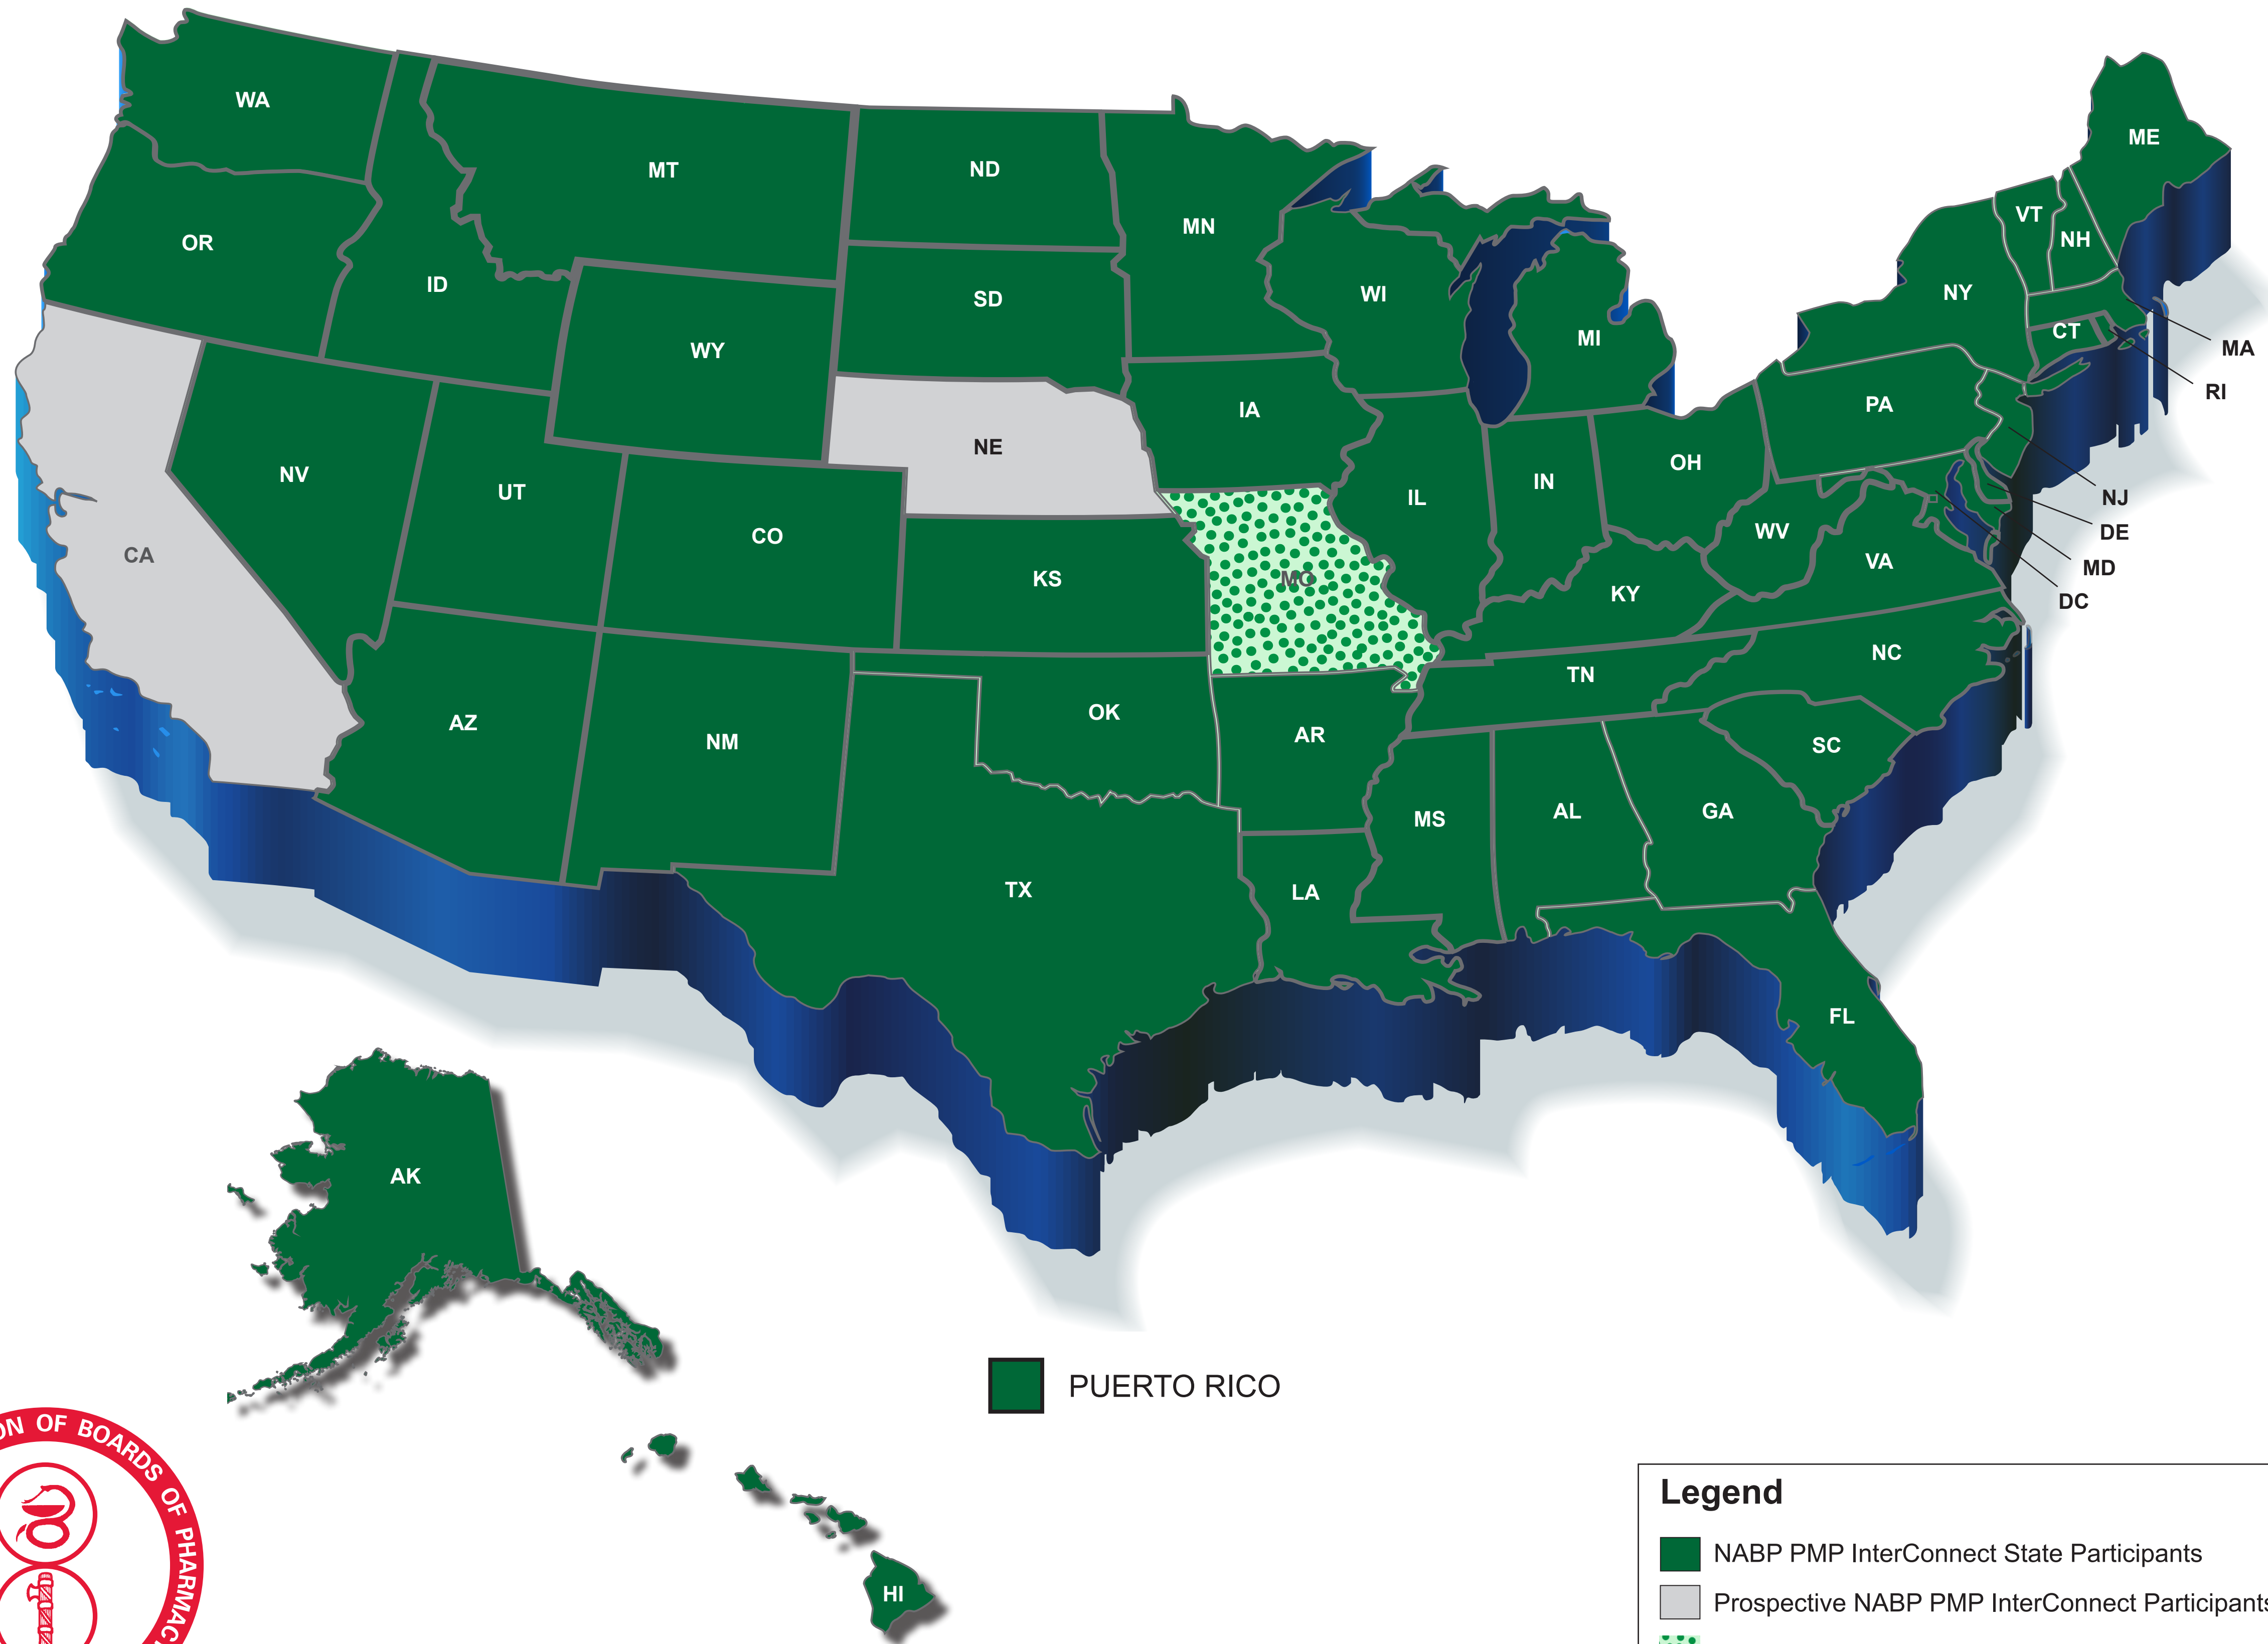 WA
MT
ND
MN
ME
VT
NH
OR
ID
SD
WI
MI
NY
WY
CT
MA
RI
IA
PA
NE
NV
UT
IL
IN
OH
NJ
CO
WV
DE
CA
KS
MO
VA
MD
KY
DC
TN
NC
OK
AZ
NM
AR
SC
MS
AL
GA
TX
LA
FL
AK
PUERTO RICO
HI
OF BOARDS OF
Legend
NABP PMP InterConnect State Participants
Prospective NABP PMP InterConnect Participants